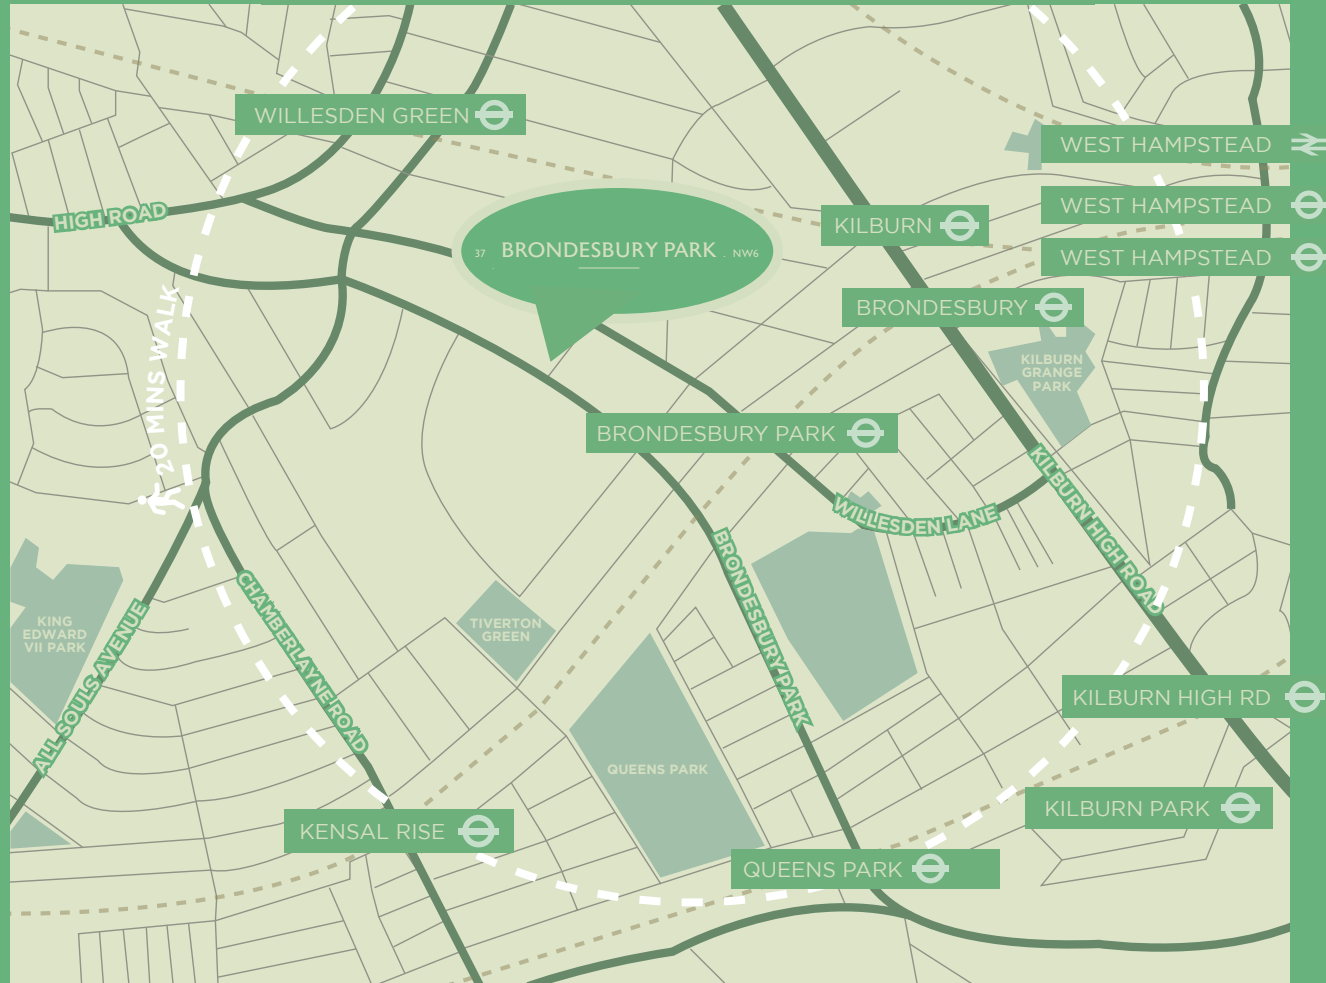 WILLESDEN GREEN
WEST HAMPSTEAD
WEST HAMPSTEAD
WEST HAMPSTEAD
HIGH ROAD
KILBURN
37 BRONDESBURY PARK . NW6
BRONDESBURY
20 MINS WALK
KILBURN
GRANGE
PARK
BRONDESBURY PARK
KILBURN HIGH ROAD
WILLESDEN LANE
BRONDESBURY PARK
CHAMBERLAYNE ROAD
ALL SOULS AVENUE
KING
EDWARD
VII PARK
TIVERTON
GREEN
KILBURN HIGH RD
QUEENS PARK
KILBURN PARK
KENSAL RISE
QUEENS PARK